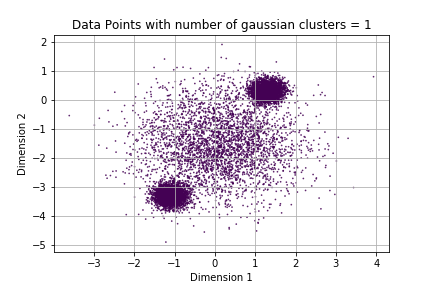 Data Points with number of gaussian clusters = 1
2
1
0
−1
−2
−3
−4
−5
Dimension 2
−3 −2 −1 0 1 2 3 4
Dimension 1